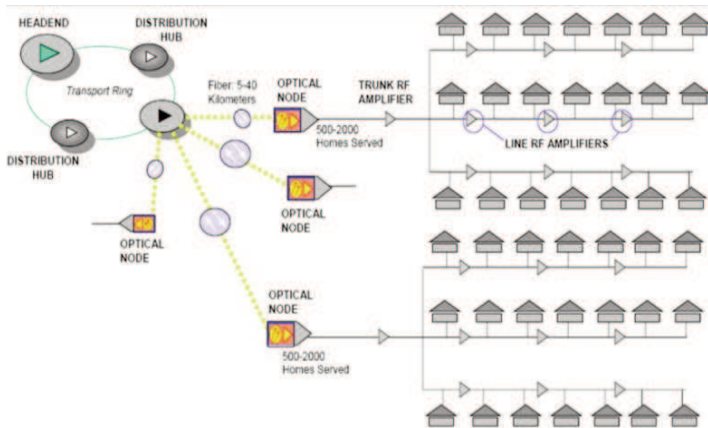 HEADEND
DISTRIBUTION
HUB
Transport Ring
DISTRIBUTION
HUB
Fiber: 5-40
Kilometers
OPTICAL
NODE
500-2000
Homes Served
TRUNK RF
AMPLIFIER
LINE RF AMPLIFIERS
OPTICAL
NODE
OPTICAL
NODE
OPTICAL
NODE
500-2000
Homes Served